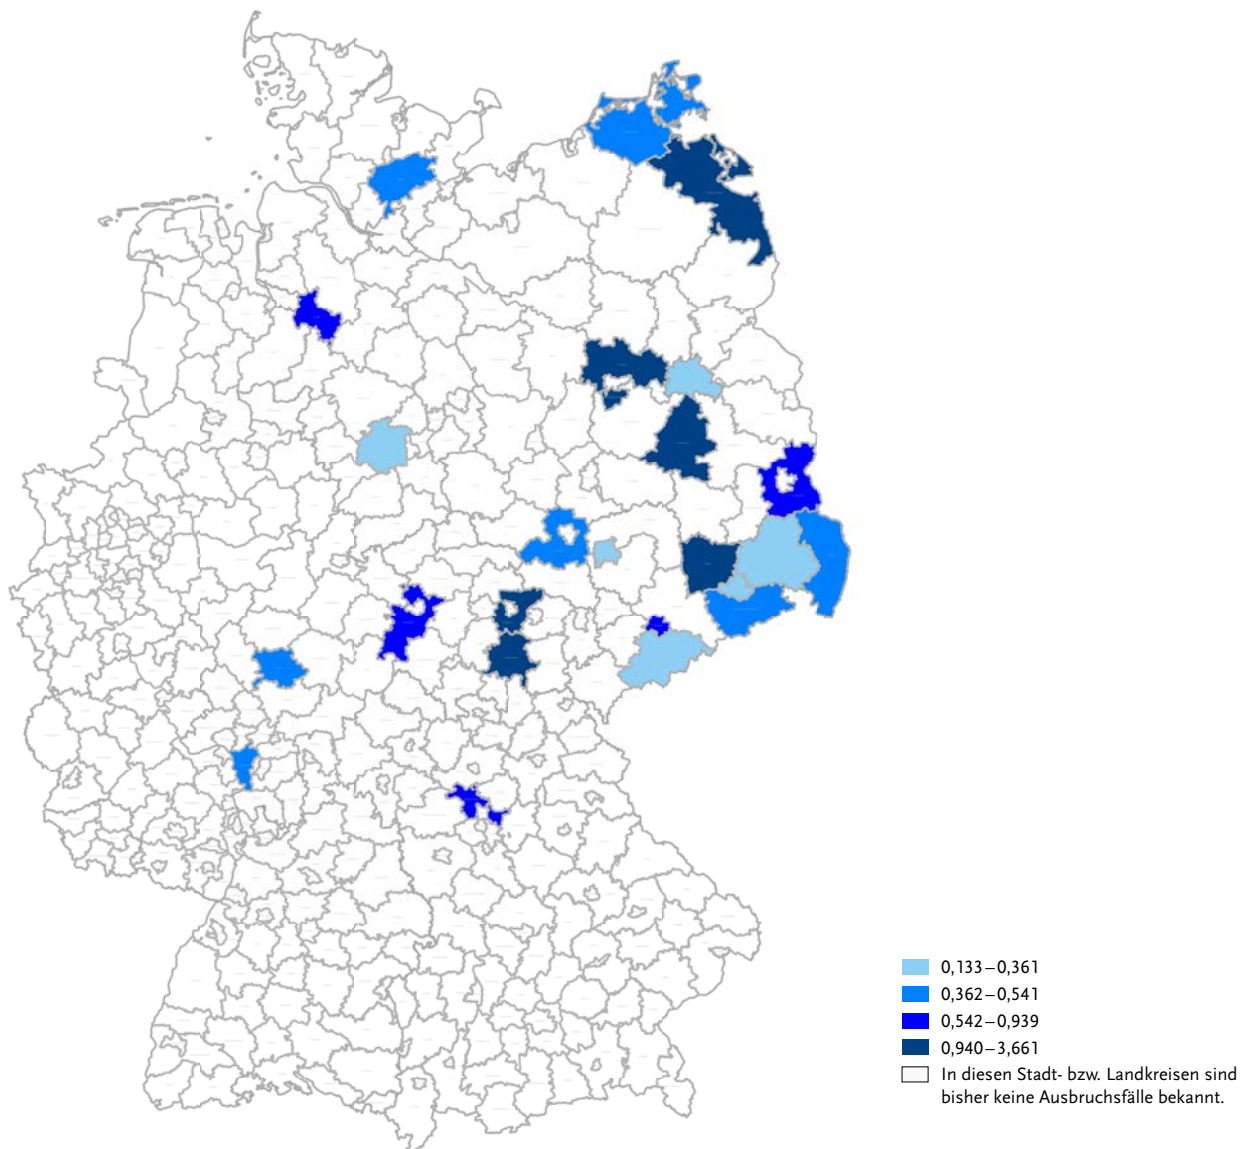 0,133–0,361
0,362–0,541
0,542–0,939
0,940–3,661
In diesen Stadt- bzw. Landkreisen sind
bisher keine Ausbruchsfälle bekannt.